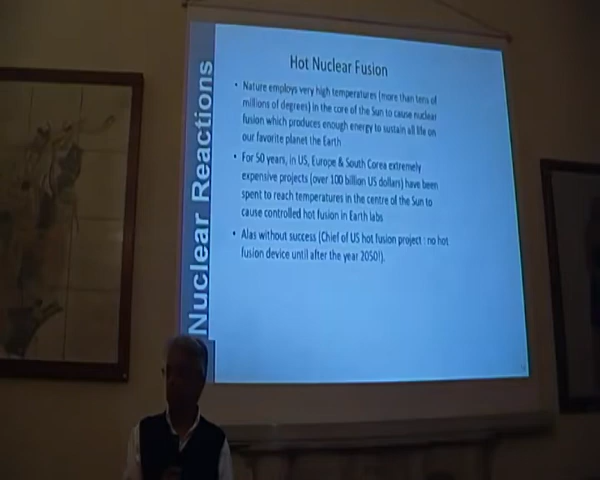 Nuclear Reactions
Hot Nuclear Fusion
• Nature employs very high temperatures (more than tens of
millions of degrees) in the core of the Sun to cause nuclear
fusion which produces enough energy to sustain all life on
our favorite planet the Earth
• For 50 years, in US, Europe & South Corea extremely
expensive projects (over 100 billion US dollars) have been
spent to reach temperatures in the centre of the Sun to
cause controlled hot fusion in Earth labs
• Alas without success (Chief of US hot fusion project : no hot
fusion device until after the year 2050!).